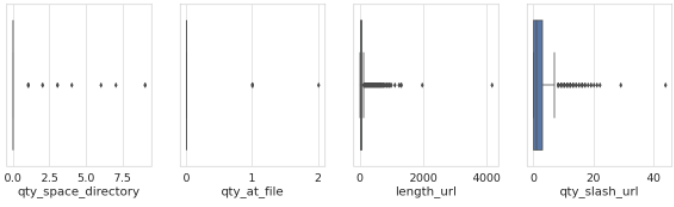 0.0 2.5 5.0 7.5
qty_space_directory
0 1 2
qty_at_file
0 2000 4000
length_url
0 20 40
qty_slash_url